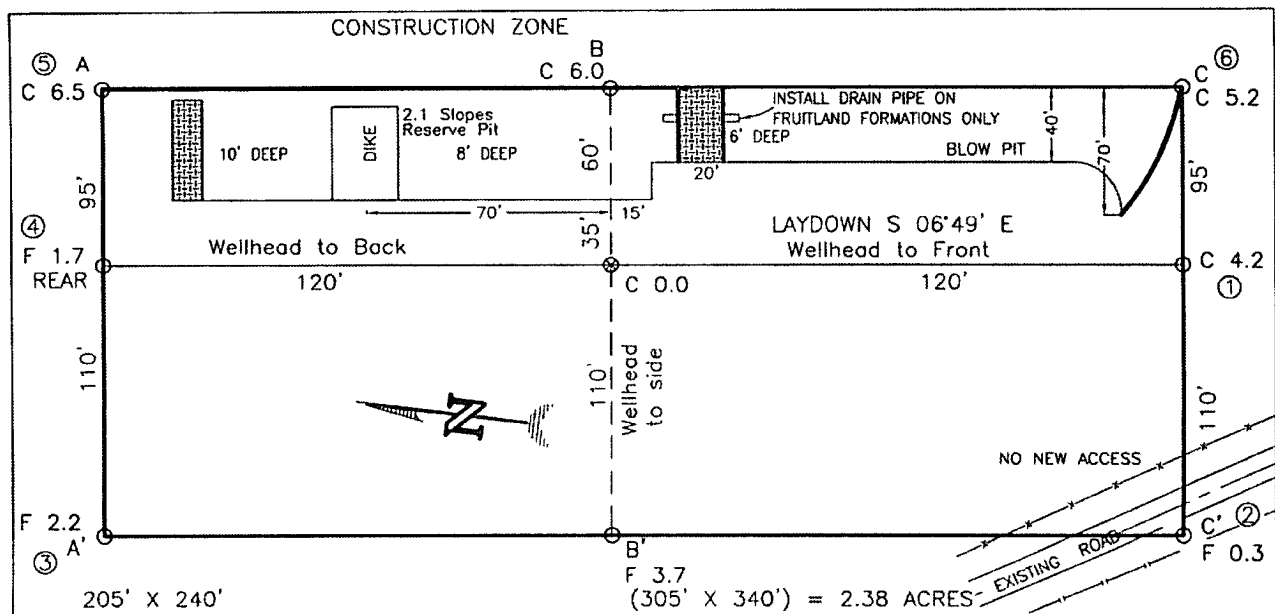 CONSTRUCTION ZONE
⑤ A
C 6.5
B
C 6.0
C ⑥
C 5.2
2.1 Slopes
Reserve Pit
10' DEEP
DIKE
8' DEEP
60'
INSTALL DRAIN PIPE ON
FRUITLAND FORMATIONS ONLY
6' DEEP
BLOW PIT
40'
70'
95'
95'
20'
70'
15'
35'
④
F 1.7
REAR
Wellhead to Back
120'
LAYDOWN S 06°49' E
Wellhead to Front
120'
C 0.0
C 4.2
①
110'
110'
Wellhead
to side
110'
N
NO NEW ACCESS
EXISTING ROAD
F 2.2
③ A'
B'
F 3.7
C' ②
F 0.3
205' X 240'
(305' X 340') = 2.38 ACRES